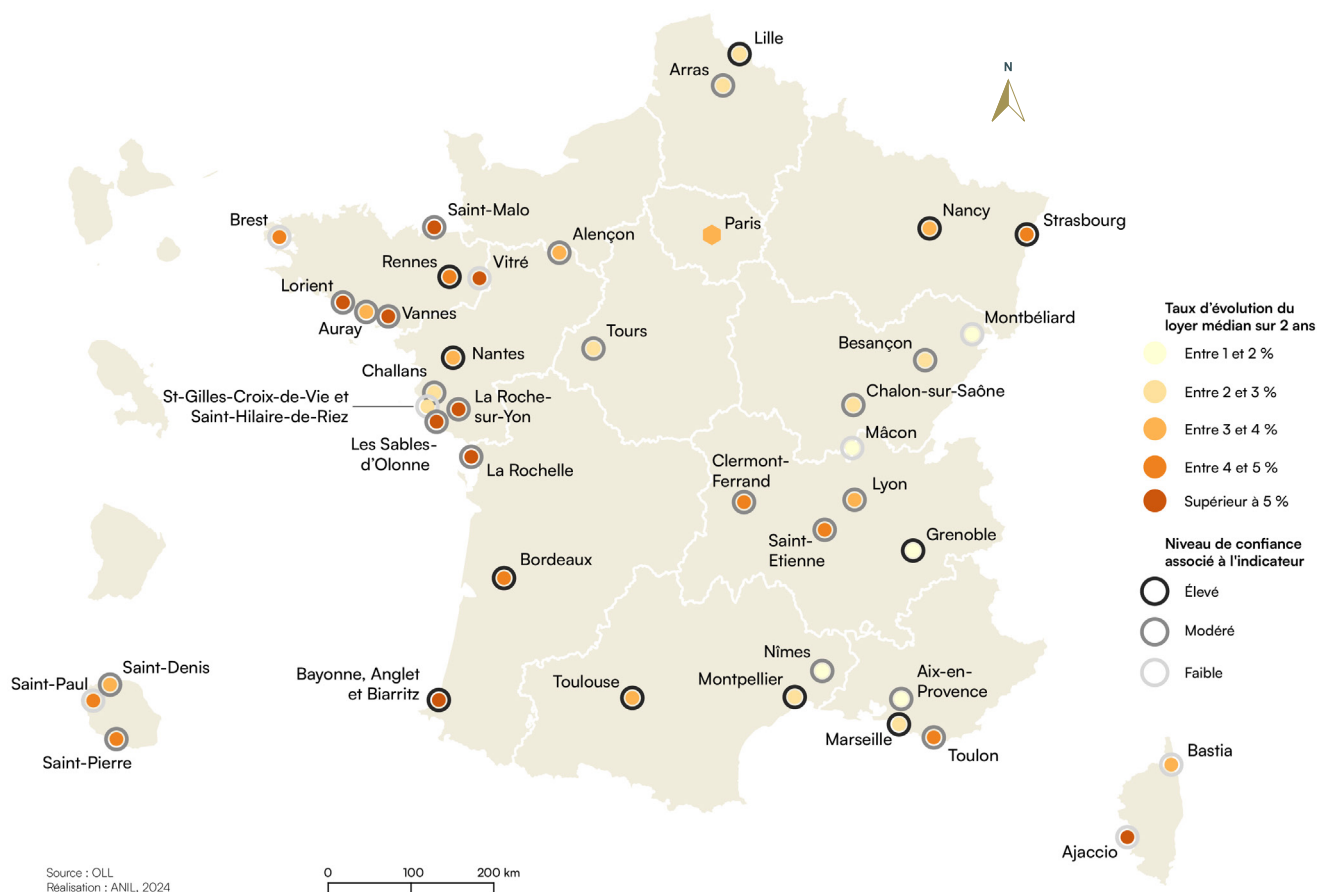 Lille
Arras
N
Brest
Saint-Malo
Alençon
Paris
Nancy
Strasbourg
Rennes
Vitré
Lorient
Auray
Vannes
Tours
Nantes
Montbéliard
Besançon
Challans
Chalon-sur-Saône
St-Gilles-Croix-de-Vie et
Saint-Hilaire-de-Riez
La Roche-
sur-Yon
Les Sables-
d'Olonne
La Rochelle
Mâcon
Clermont-
Ferrand
Lyon
Saint-
Etienne
Grenoble
Bordeaux
Saint-Denis
Saint-Paul
Saint-Pierre
Bayonne, Anglet
et Biarritz
Toulouse
Nîmes
Montpellier
Aix-en-
Provence
Marseille
Toulon
Bastia
Ajaccio
Taux d'évolution du
loyer médian sur 2 ans
Entre 1 et 2 %
Entre 2 et 3 %
Entre 3 et 4 %
Entre 4 et 5 %
Supérieur à 5 %
Niveau de confiance
associé à l'indicateur
Élevé
Modéré
Faible
Source : OLL
Réalisation : ANIL, 2024
0 100 200 km